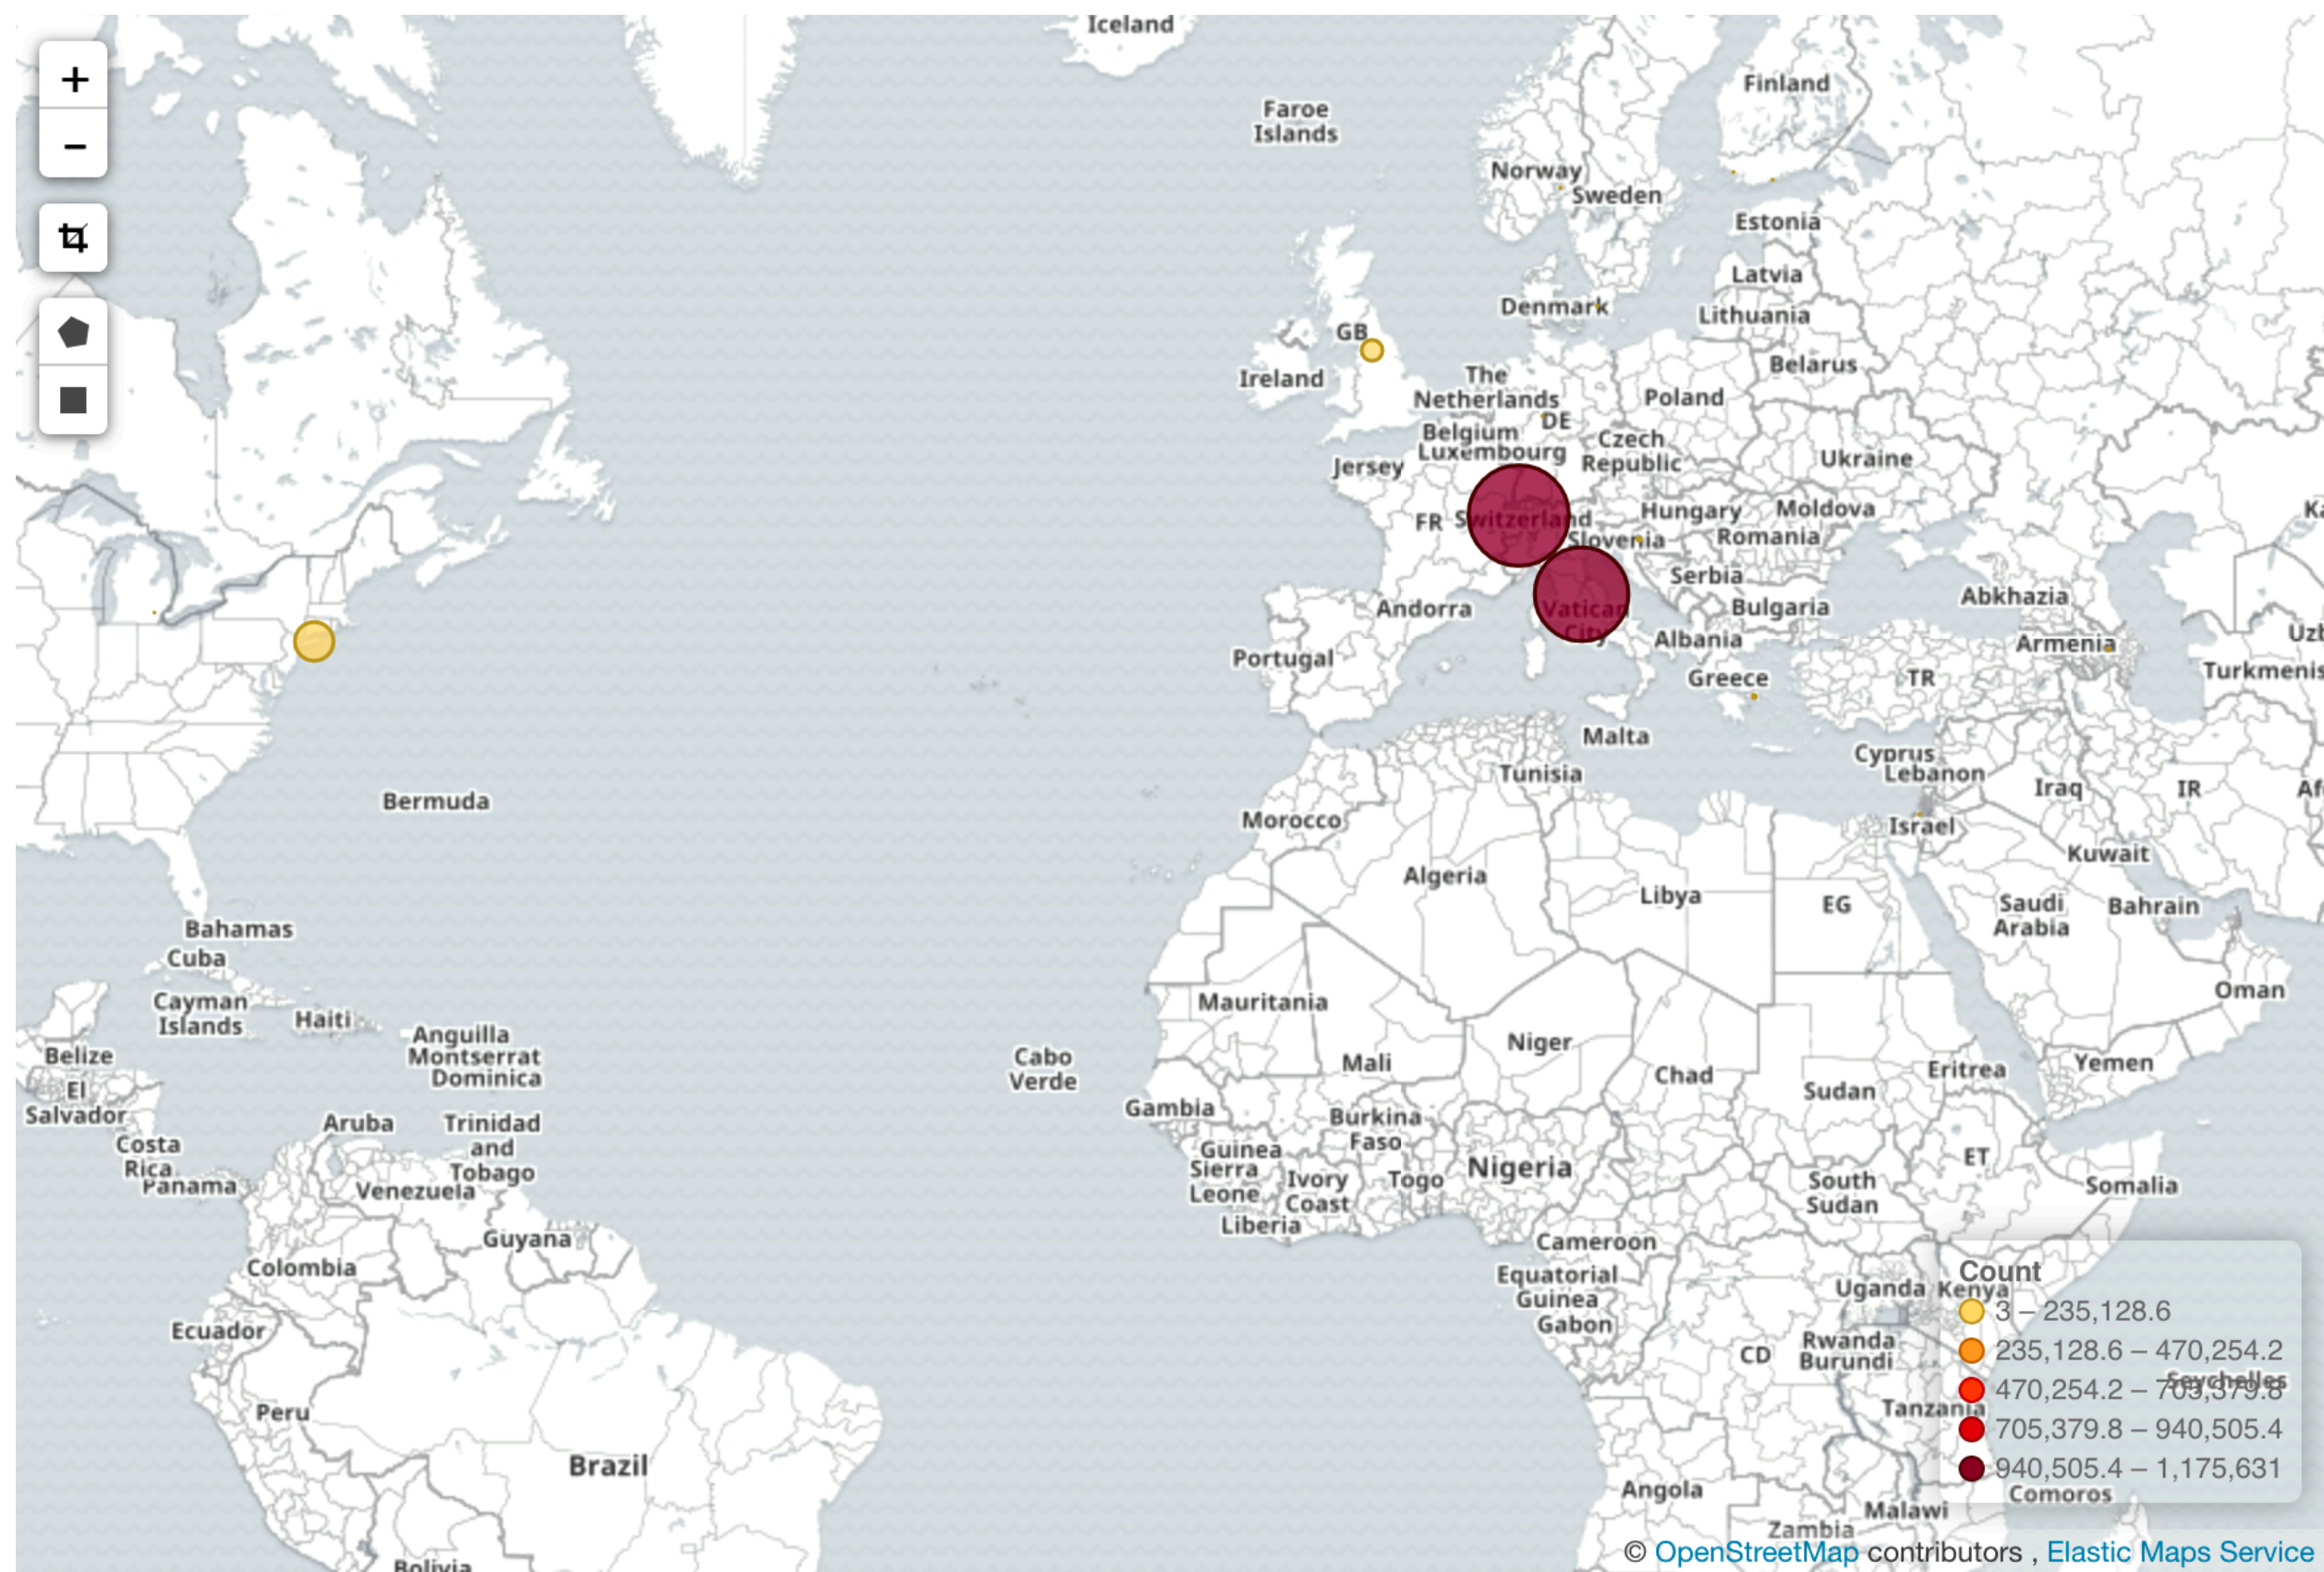 Iceland
Finland
Faroe
Islands
Norway
Sweden
Estonia
Latvia
Denmark
Lithuania
GB
Ireland
Belarus
The
Netherlands
Poland
DE
Belgium
Luxembourg
Czech
Republic
Ukraine
Jersey
FR
Switzerland
Hungary
Moldova
Slovenia
Romania
Serbia
Abkhazia
Andorra
Vatican
City
Bulgaria
Albania
Armenia
Portugal
Greece
TR
Turkmenis
Malta
Cyprus
Lebanon
Tunisia
Iraq
IR
Af
Bermuda
Morocco
Israel
Kuwait
Algeria
Libya
EG
Saudi
Arabia
Bahrain
Bahamas
Cuba
Cayman
Islands
Haiti
Mauritania
Oman
Anguilla
Montserrat
Dominica
Cabo
Verde
Niger
Mali
Chad
Eritrea
Yemen
Sudan
Belize
El
Salvador
Aruba
Trinidad
and
Tobago
Costa
Rica
Panama
Venezuela
Gambia
Burkina
Faso
Guinea
Sierra
Leone
Ivory
Coast
Togo
Nigeria
ET
South
Sudan
Somalia
Liberia
Guyana
Cameroon
Colombia
Equatorial
Guinea
Gabon
Uganda
Kenya
Ecuador
CD
Rwanda
Burundi
Seychelles
Peru
Tanzania
Brazil
Angola
Malawi
Comoros
Zambia
Bolivia
Count
3 – 235,128.6
235,128.6 – 470,254.2
470,254.2 – 705,379.8
705,379.8 – 940,505.4
940,505.4 – 1,175,631
© OpenStreetMap contributors , Elastic Maps Service